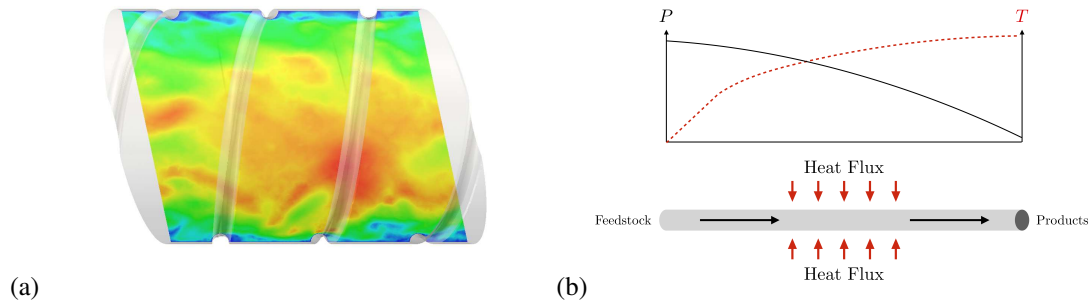 P
T
Heat Flux
Feedstock
Products
Heat Flux
(a)
(b)